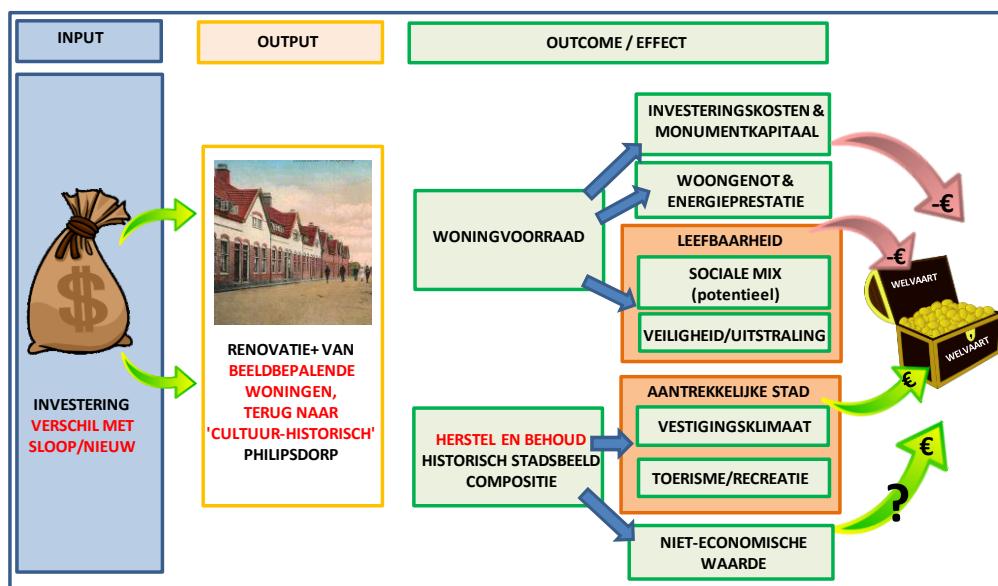 INPUT
OUTPUT
OUTCOME / EFFECT
$
INVESTERING
VERSCHIL MET
SLOOP/NIEUW
RENOVATIE+ VAN
BEELDBEPALENDE
WONINGEN,
TERUG NAAR
'CULTUUR-HISTORISCH'
PHILIPSDORP
WONINGVOORRAAD
INVESTERINGSKOSTEN &
MONUMENTKAPITAAL
WOONGENOT &
ENERGIEPRESTATIE
LEEFBAARHEID
SOCIALE MIX
(potentieel)
VEILIGHEID/UITSTRALING
HERSTEL EN BEHOUD
HISTORISCH STADSBEELD
COMPOSITIE
AANTREKKELIJKE STAD
VESTIGINGSKLIMAAT
TOERISME/RECREATIE
NIET-ECONOMISCHE
WAARDE
-€
-€
WELVAART
WELVAART
€
€
?